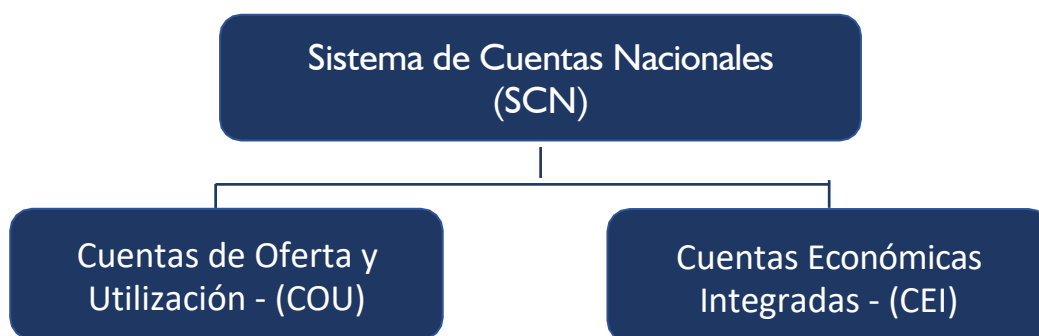 Sistema de Cuentas Nacionales
(SCN)
Cuentas de Oferta y
Utilización - (COU)
Cuentas Económicas
Integradas - (CEI)